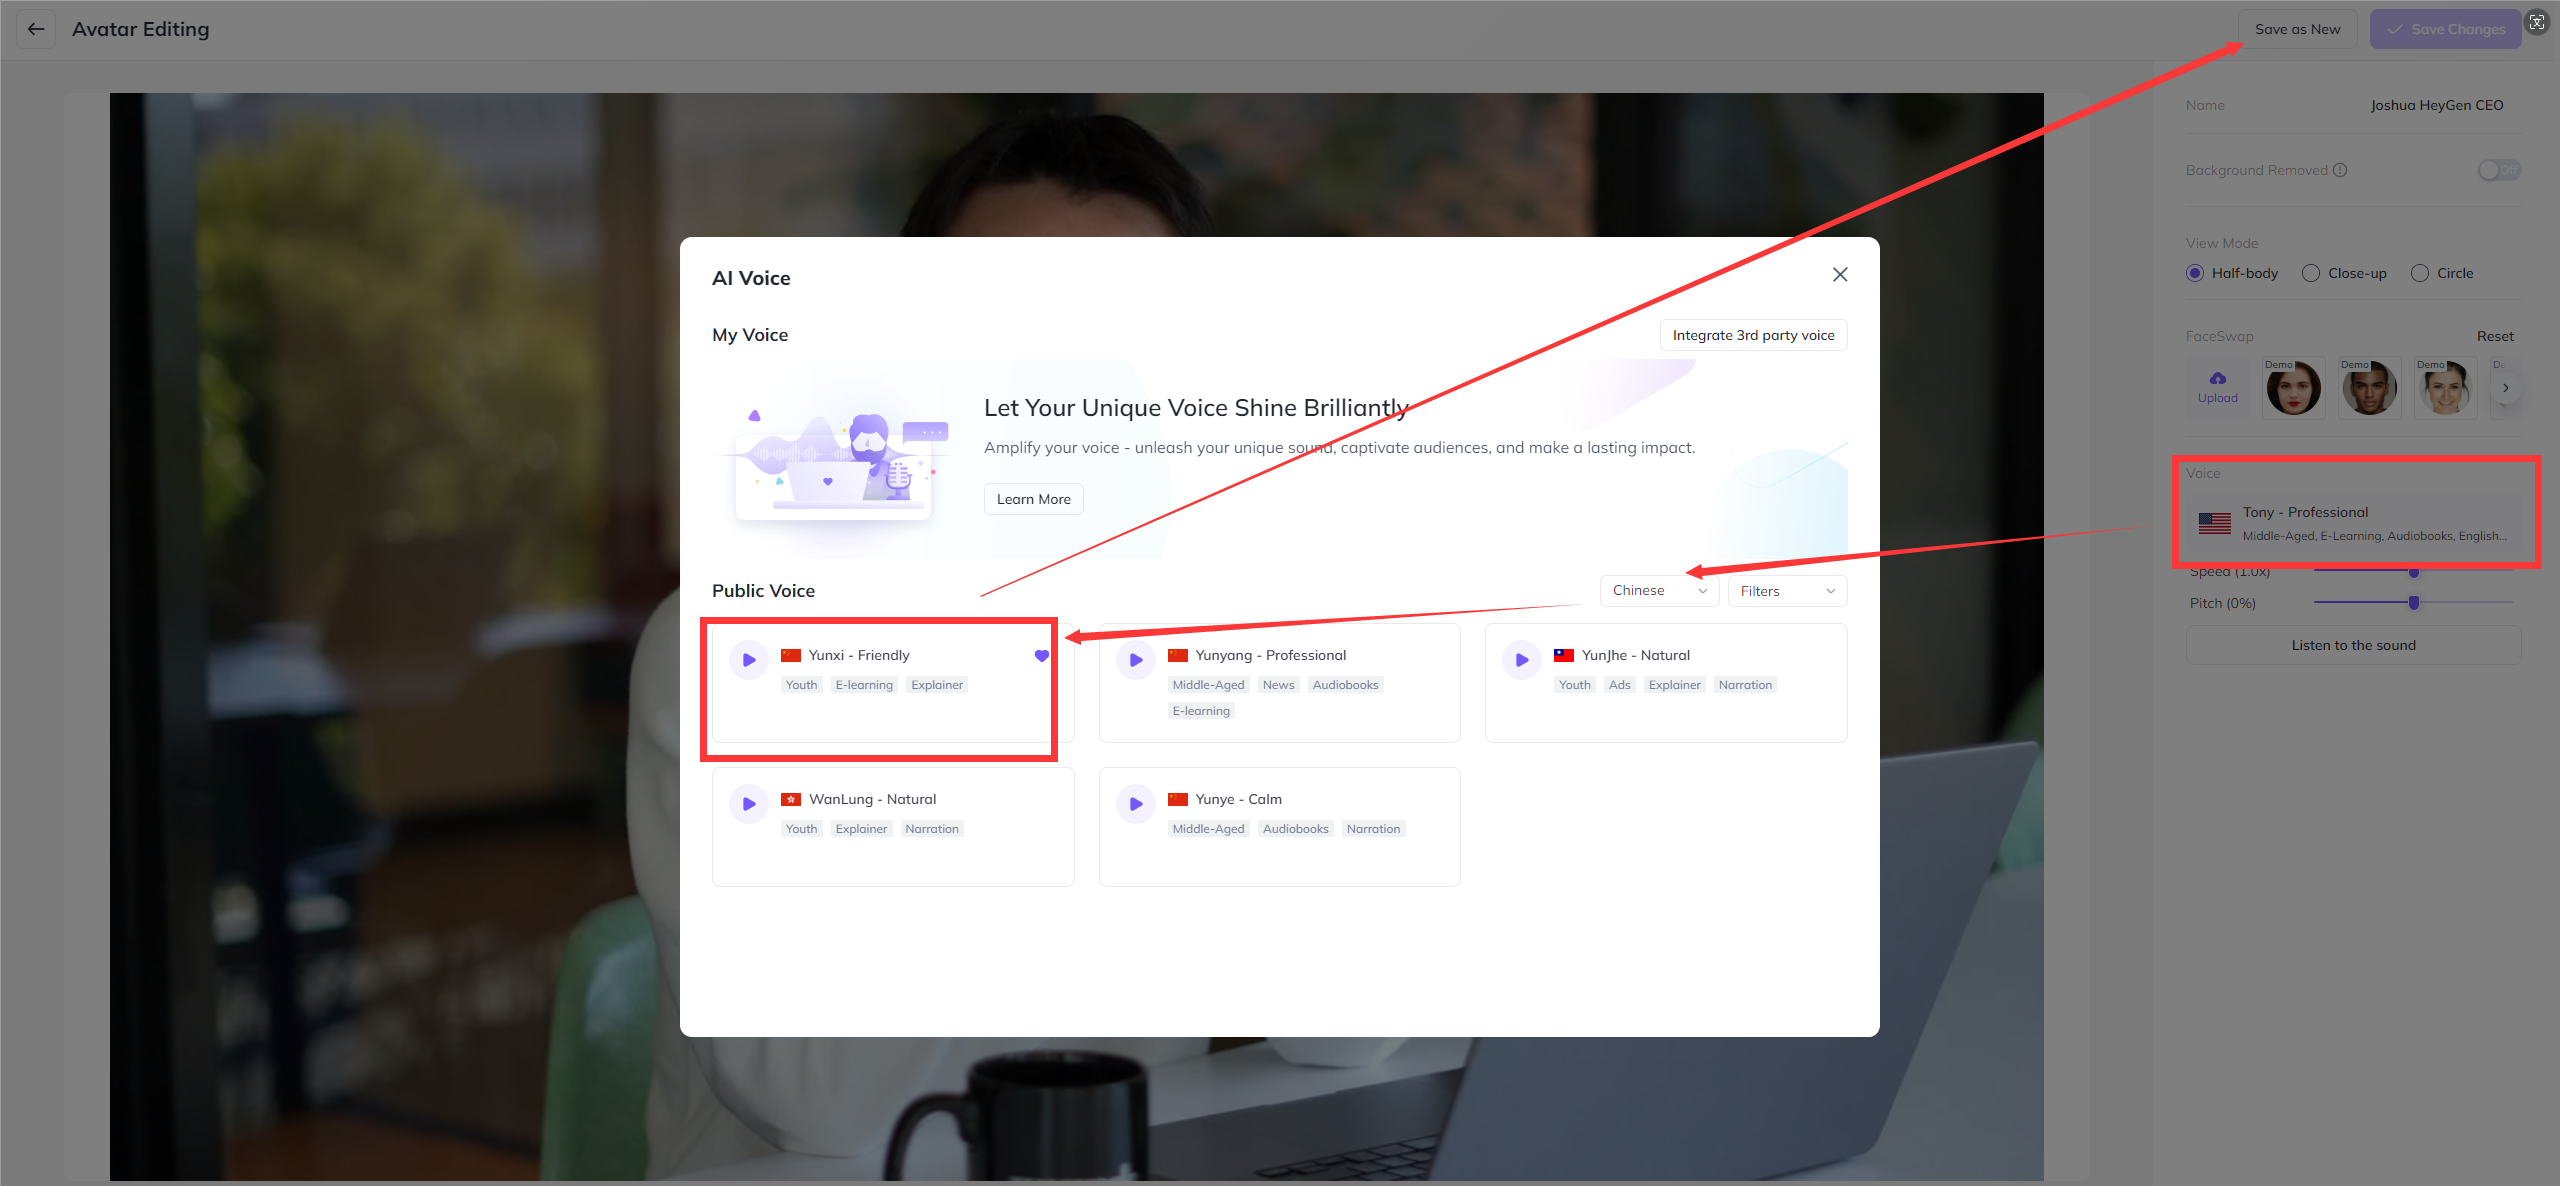 Avatar Editing
Save as New
Save Changes
Name
Joshua HeyGen CEO
Background Removed
Off
View Mode
Half-body
Close-up
Circle
FaceSwap
Reset
Upload
Demo
Demo
Demo
De
Voice
Tony - Professional
Middle-Aged, E-Learning, Audiobooks, English...
Speed (1.0x)
Pitch (0%)
Listen to the sound
AI Voice
My Voice
Integrate 3rd party voice
Let Your Unique Voice Shine Brilliantly
Amplify your voice - unleash your unique sound, captivate audiences, and make a lasting impact.
Learn More
Public Voice
Chinese
Filters
Yunxi - Friendly
Youth E-learning Explainer
Yunyang - Professional
Middle-Aged News Audiobooks
E-learning
YunJhe - Natural
Youth Ads Explainer Narration
WanLung - Natural
Youth Explainer Narration
Yunye - Calm
Middle-Aged Audiobooks Narration